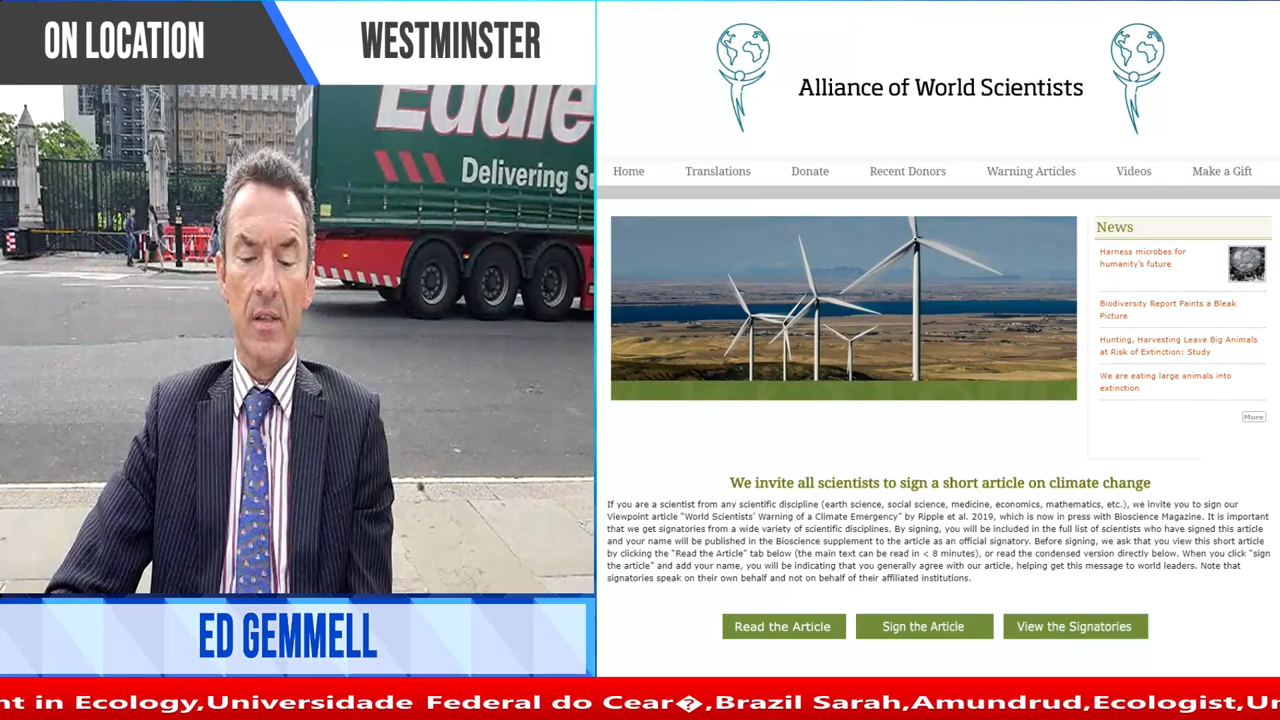 ON LOCATION
WESTMINSTER
Eddie
Delivering
ED GEMMELL
Alliance of World Scientists
Home
Translations
Donate
Recent Donors
Warning Articles
Videos
Make a Gift
News
Harness microbes for
humanity's future
Biodiversity Report Paints a Bleak
Picture
Hunting, Harvesting Leave Big Animals
at Risk of Extinction: Study
We are eating large animals into
extinction
More
We invite all scientists to sign a short article on climate change
If you are a scientist from any scientific discipline (earth science, social science, medicine, economics, mathematics, etc.), we invite you to sign our
Viewpoint article "World Scientists' Warning of a Climate Emergency" by Ripple et al. 2019, which is now in press with Bioscience Magazine. It is important
that we get signatories from a wide variety of scientific disciplines. By signing, you will be included in the full list of scientists who have signed this article
and your name will be published in the Bioscience supplement to the article as an official signatory. Before signing, we ask that you view this short article
by clicking the "Read the Article" tab below (the main text can be read in < 8 minutes), or read the condensed version directly below. When you click "sign
the article" and add your name, you will be indicating that you generally agree with our article, helping get this message to world leaders. Note that
signatories speak on their own behalf and not on behalf of their affiliated institutions.
Read the Article
Sign the Article
View the Signatories
nt in Ecology,Universidade Federal do Cear�,Brazil Sarah,Amundrud,Ecologist,Un